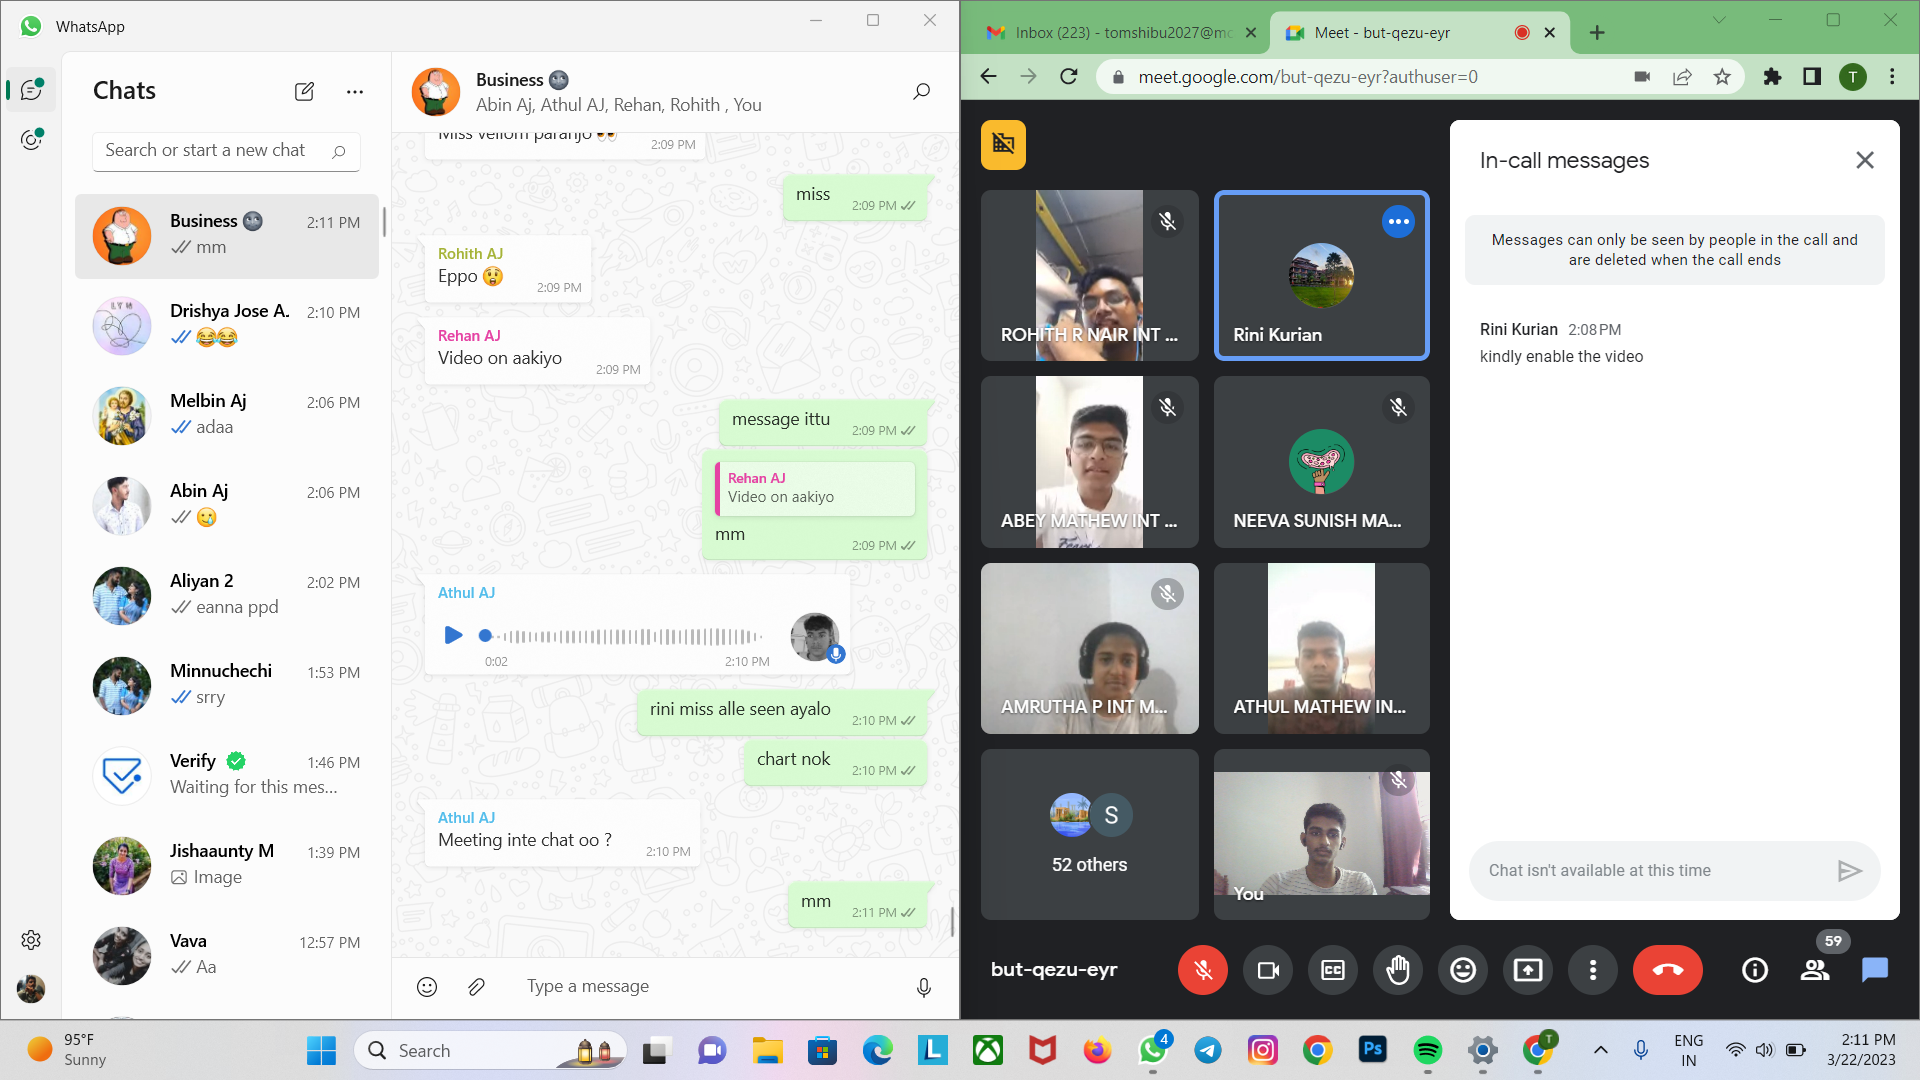 WhatsApp
Chats
Search or start a new chat
Business
2:11 PM
mm
Drishya Jose A.
2:10 PM
Melbin Aj
2:06 PM
adaa
Abin Aj
2:06 PM
Aliyan 2
2:02 PM
eanna ppd
Minnuchechi
1:53 PM
srry
Verify
1:46 PM
Waiting for this mes...
Jishaaunty M
1:39 PM
Image
Vava
12:57 PM
Aa
Business
Abin Aj, Athul AJ, Rehan, Rohith , You
Miss vellom paranjo
2:09 PM
miss
2:09 PM
Rohith AJ
Eppo
2:09 PM
Rehan AJ
Video on aakiyo
2:09 PM
message ittu
2:09 PM
Rehan AJ
Video on aakiyo
mm
2:09 PM
Athul AJ
0:02
2:10 PM
rini miss alle seen ayalo
2:10 PM
chart nok
2:10 PM
Athul AJ
Meeting inte chat oo ?
2:10 PM
mm
2:11 PM
Type a message
Inbox (223) - tomshibu2027@mc
Meet - but-qezu-eyr
meet.google.com/but-qezu-eyr?authuser=0
T
ROHITH R NAIR INT ...
Rini Kurian
ABEY MATHEW INT ...
NEEVA SUNISH MA...
AMRUTHA P INT M...
ATHUL MATHEW IN...
S
52 others
You
In-call messages
Messages can only be seen by people in the call and
are deleted when the call ends
Rini Kurian 2:08 PM
kindly enable the video
Chat isn't available at this time
but-qezu-eyr
CC
59
95°F
Sunny
Search
L
4
Ps
T
ENG
IN
2:11 PM
3/22/2023